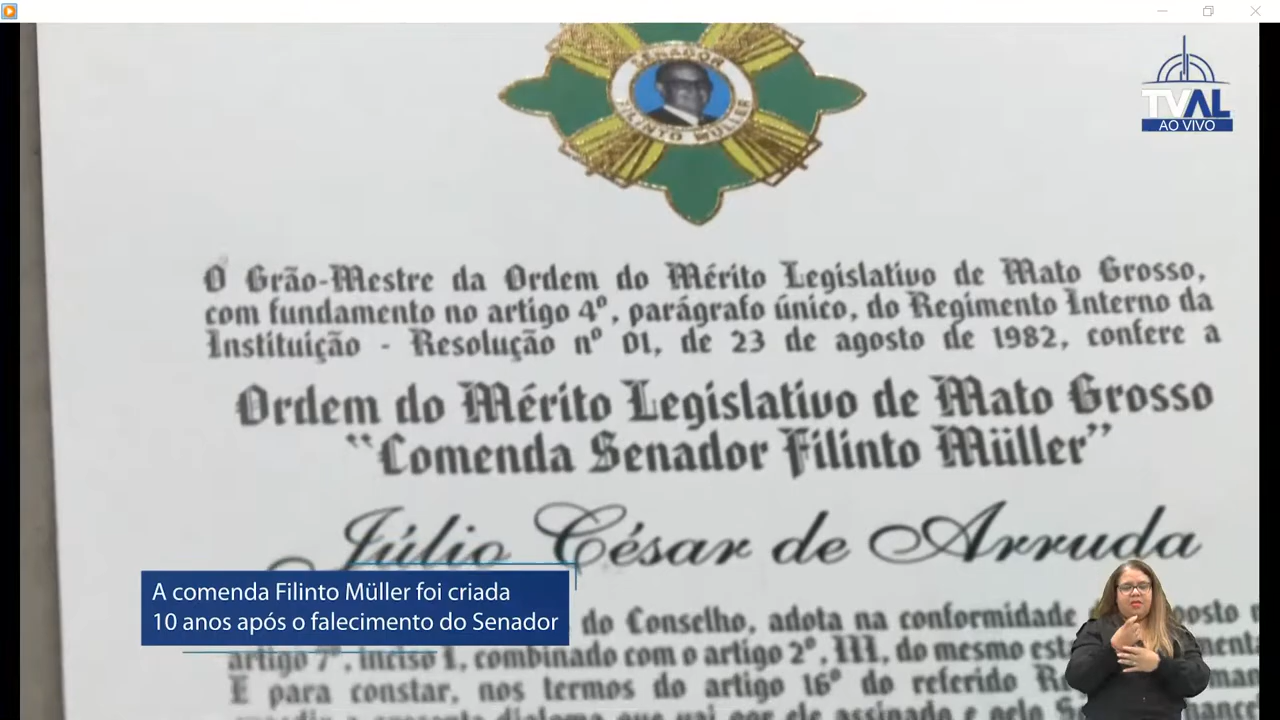 SENADOR
FILINTO MÜLLER
TVAL
AO VIVO
O Grão-Mestre da Ordem do Mérito Legislativo de Mato Grosso,
com fundamento no artigo 4º, parágrafo único, do Regimento Interno da
Instituição - Resolução nº 01, de 23 de agosto de 1982, confere a
Ordem do Mérito Legislativo de Mato Grosso
"Comenda Senador Filinto Müller"
Júlio César de Arruda
A comenda Filinto Müller foi criada
10 anos após o falecimento do Senador
do Conselho, adota na conformidade
artigo 7º, inciso I, combinado com o artigo 2º, III, do mesmo
E para constar, nos termos do artigo 16º do referido